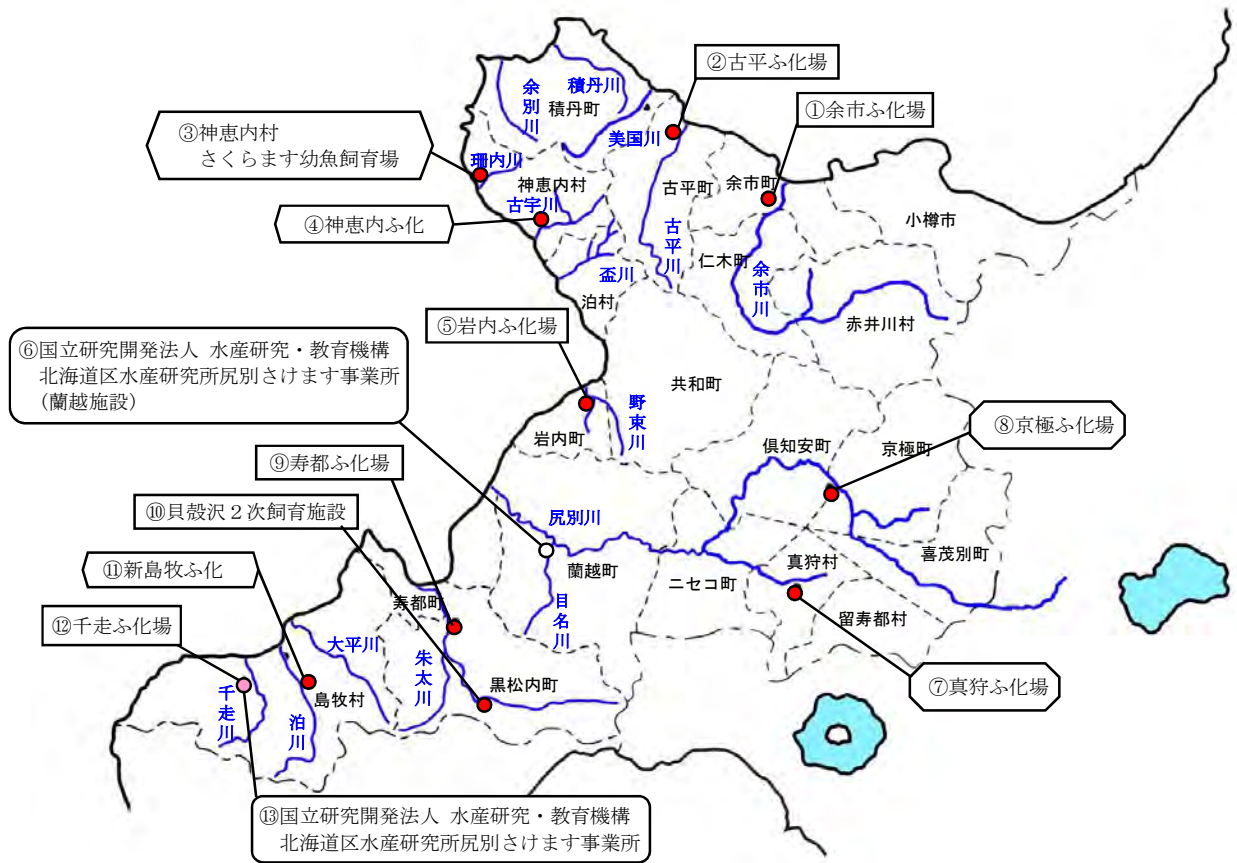 ②古平ふ化場
①余市ふ化場
③神恵内村
さくらます幼魚飼育場
④神恵内ふ化
⑤岩内ふ化場
⑥国立研究開発法人 水産研究・教育機構
北海道区水産研究所尻別さけます事業所
(蘭越施設)
⑧京極ふ化場
⑨寿都ふ化場
⑩貝殻沢2次飼育施設
⑪新島牧ふ化
⑫千走ふ化場
⑦真狩ふ化場
⑬国立研究開発法人 水産研究・教育機構
北海道区水産研究所尻別さけます事業所
余別川
積丹川
積丹町
美国川
珊内川
神恵内村
古宇川
古平町
余市町
小樽市
古平川
仁木町
余市川
盃川
泊村
赤井川村
共和町
野束川
岩内町
倶知安町
京極町
尻別川
蘭越町
目名川
ニセコ町
真狩村
喜茂別町
留寿都村
寿都町
大平川
朱太川
黒松内町
島牧村
千走川
泊川